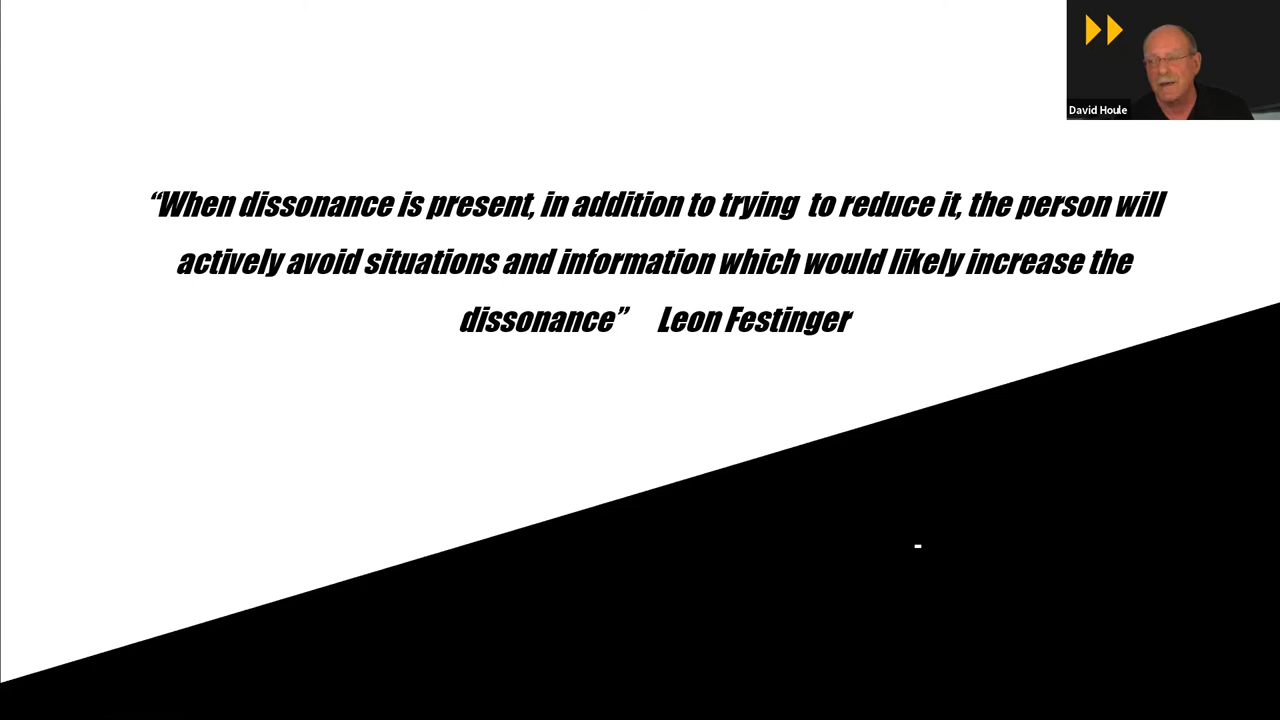 David Houle
“When dissonance is present, in addition to trying  to reduce it, the person will
actively avoid situations and information which would likely increase the
dissonance”    Leon Festinger
-